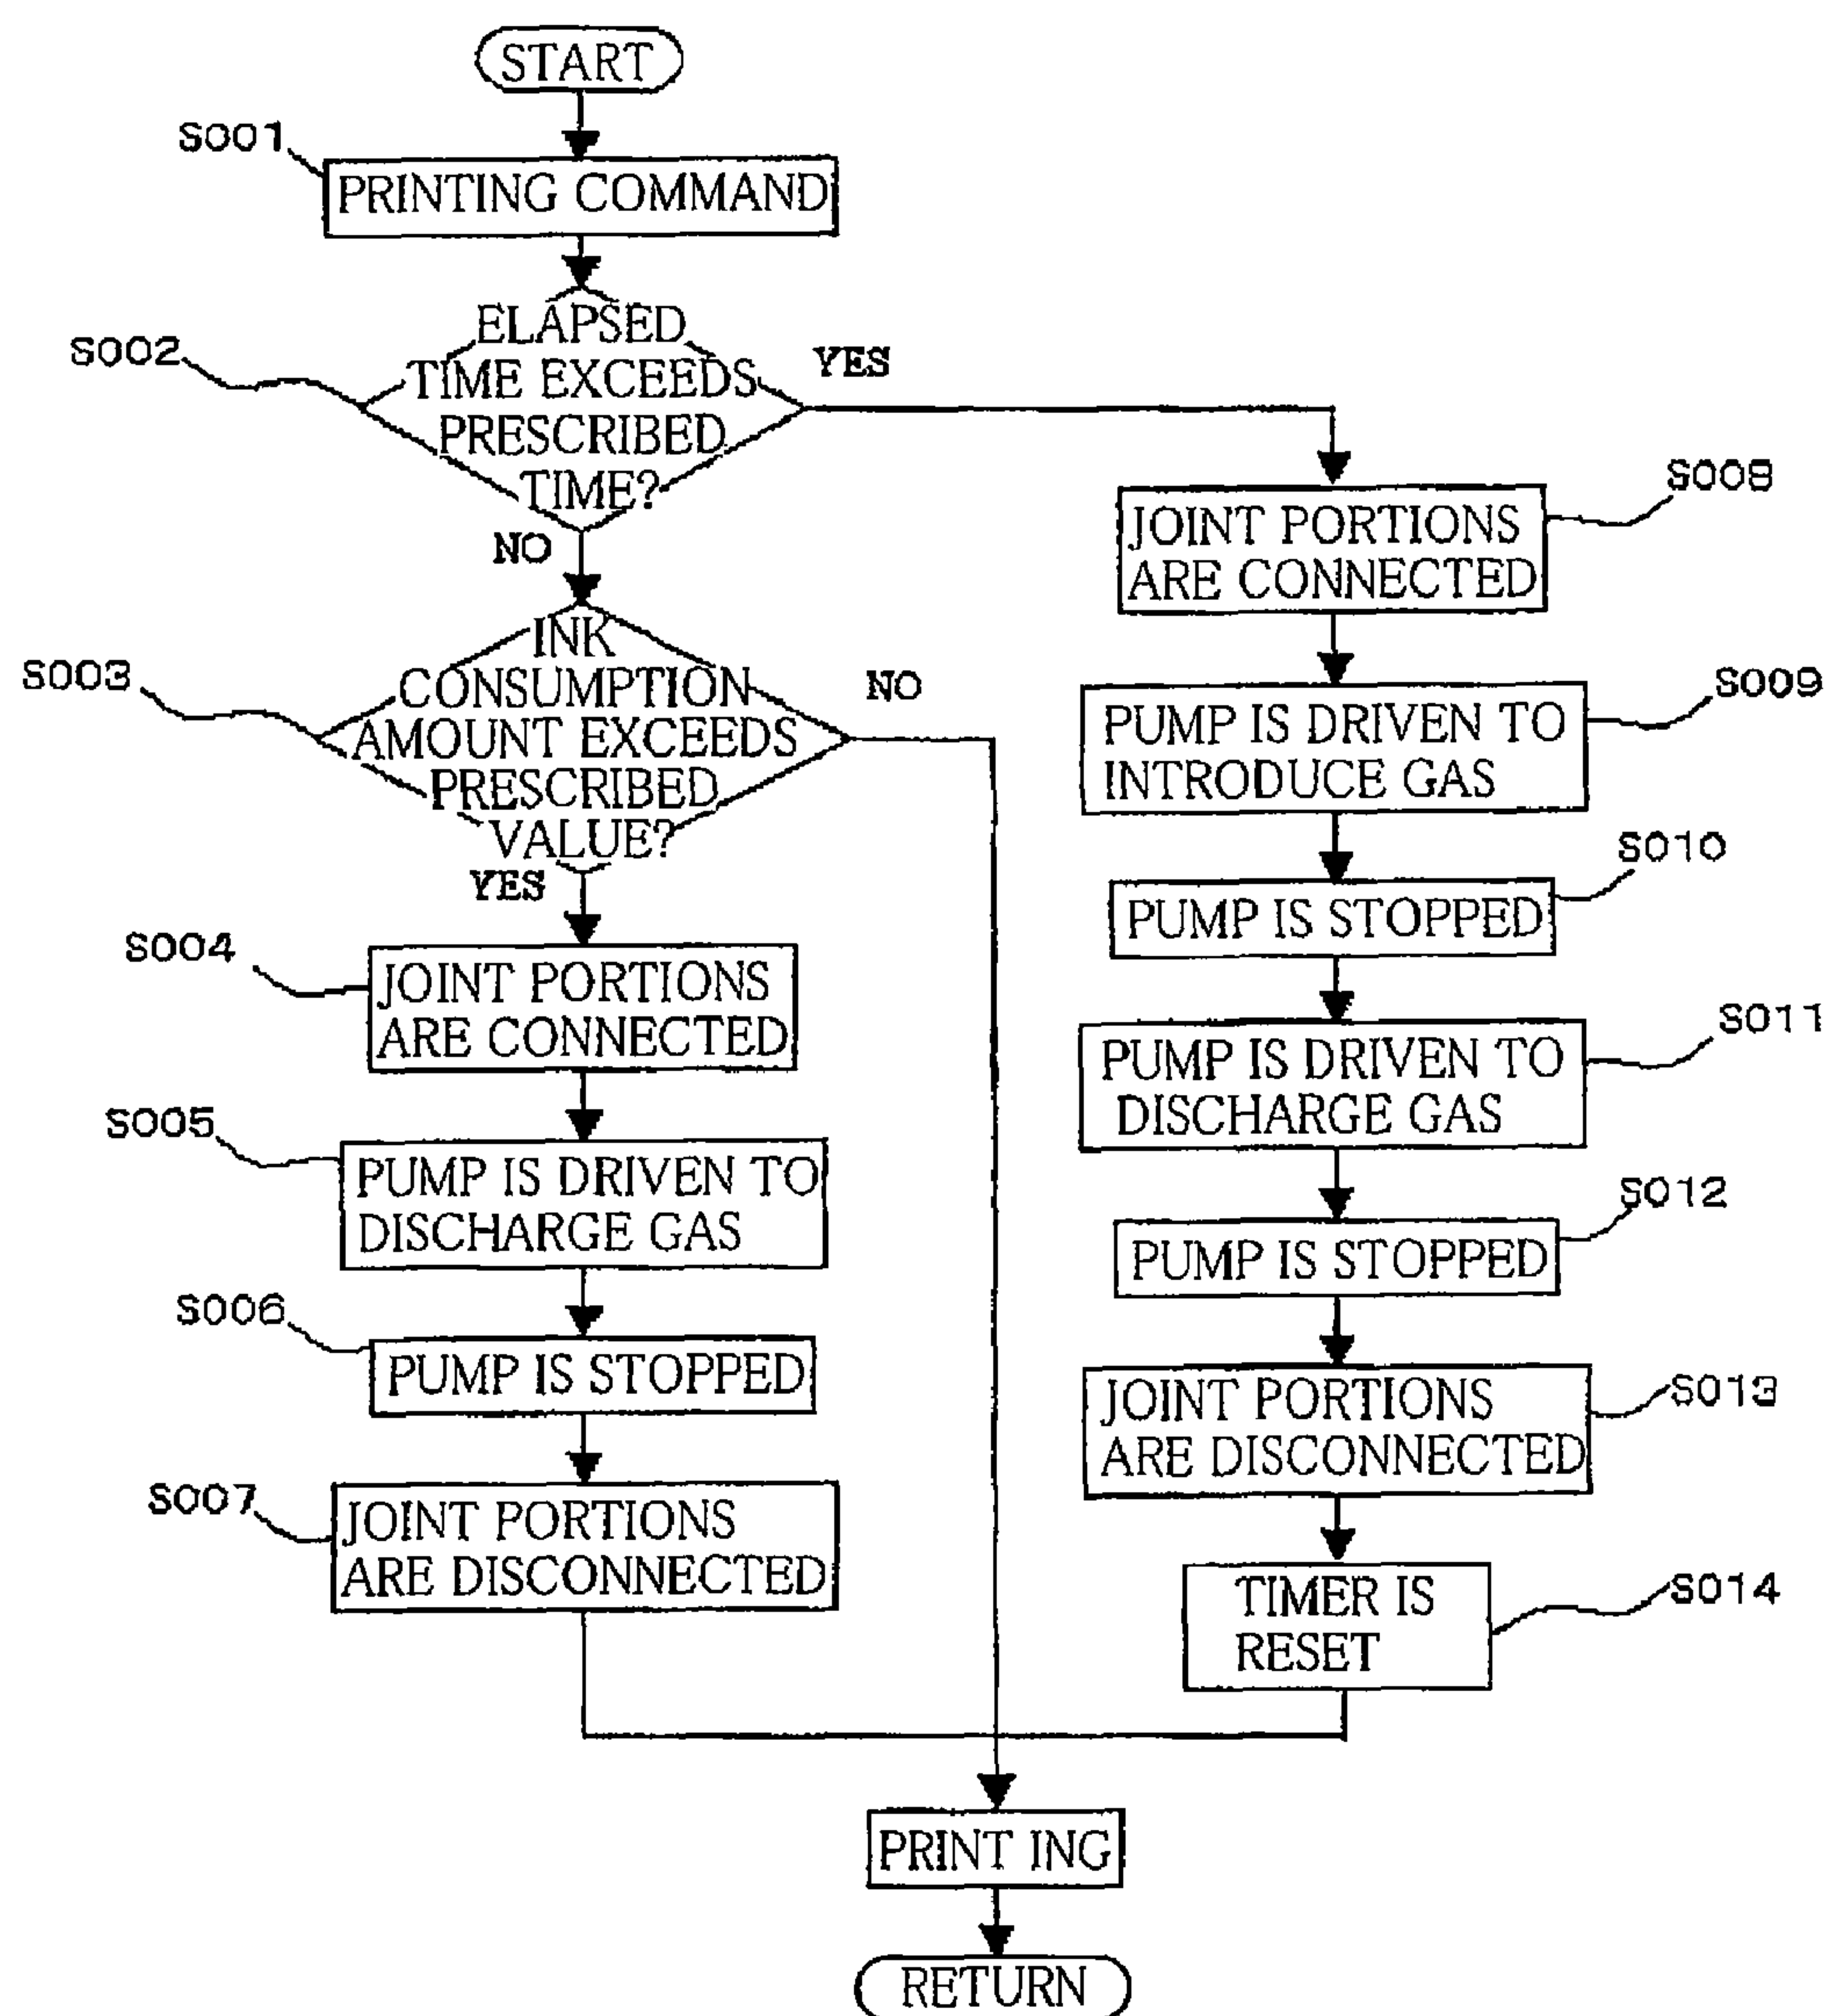 START
S001
PRINTING COMMAND
S002
ELAPSED
TIME EXCEEDS
PRESCRIBED
TIME?
YES
NO
S003
INK
CONSUMPTION
AMOUNT EXCEEDS
PRESCRIBED
VALUE?
NO
YES
S004
JOINT PORTIONS
ARE CONNECTED
S005
PUMP IS DRIVEN TO
DISCHARGE GAS
S006
PUMP IS STOPPED
S007
JOINT PORTIONS
ARE DISCONNECTED
S008
JOINT PORTIONS
ARE CONNECTED
S009
PUMP IS DRIVEN TO
INTRODUCE GAS
S010
PUMP IS STOPPED
S011
PUMP IS DRIVEN TO
DISCHARGE GAS
S012
PUMP IS STOPPED
S013
JOINT PORTIONS
ARE DISCONNECTED
S014
TIMER IS
RESET
PRINT ING
RETURN